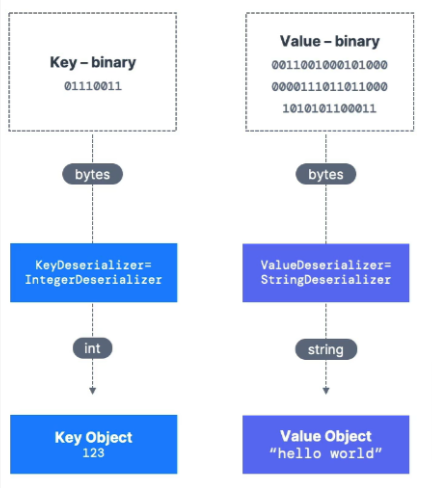 Key – binary
01110011
bytes
KeyDeserializer=
IntegerDeserializer
int
Key Object
123
Value – binary
0011001000101000
0000111011011000
1010101100011
bytes
ValueDeserializer=
StringDeserializer
string
Value Object
“hello world”